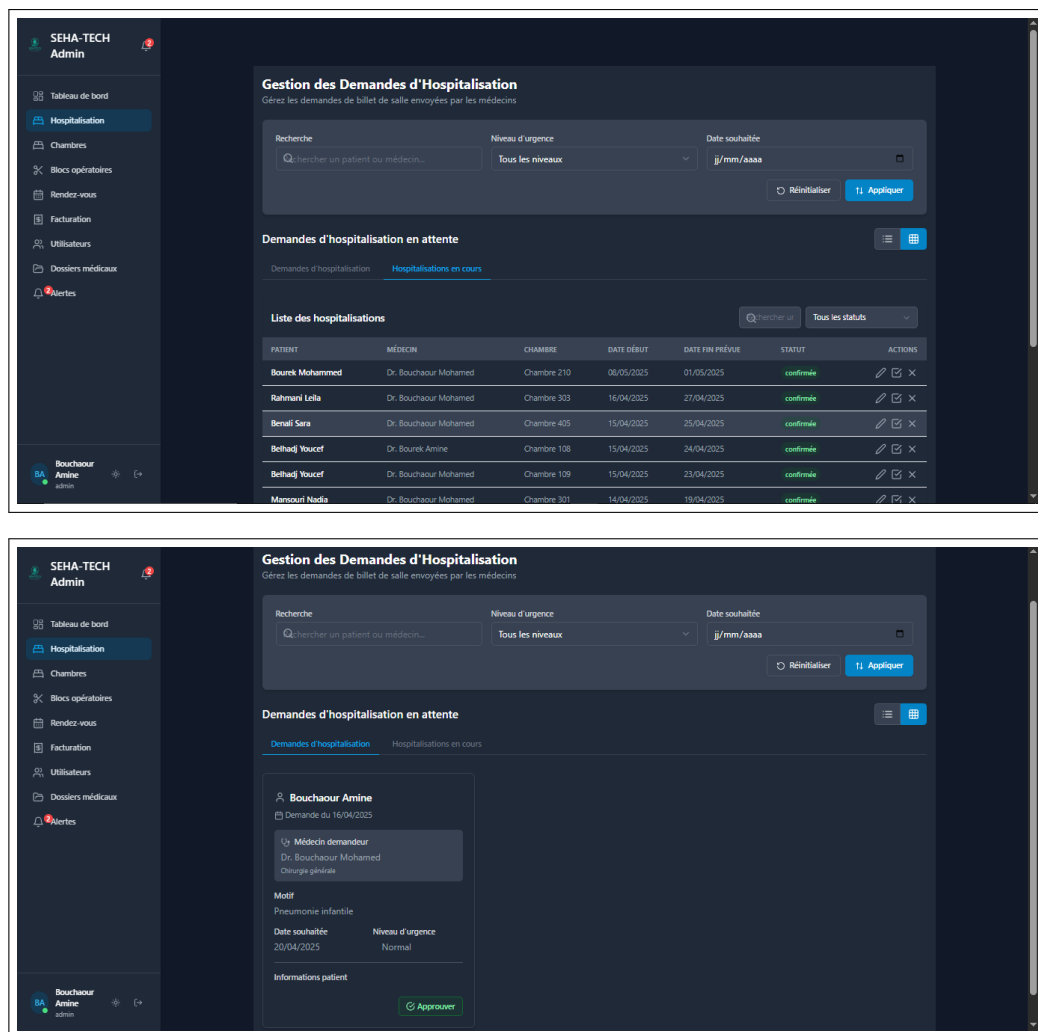 SEHA-TECH
Admin
2
Tableau de bord
Hospitalisation
Chambres
Blocs opératoires
Rendez-vous
Facturation
Utilisateurs
Dossiers médicaux
2
Alertes
BA
Bouchaour
Amine
admin
Gestion des Demandes d'Hospitalisation
Gérez les demandes de billet de salle envoyées par les médecins
Recherche
Niveau d'urgence
Date souhaitée
chercher un patient ou médecin...
Tous les niveaux
jj/mm/aaaa
Réinitialiser
Appliquer
Demandes d'hospitalisation en attente
Demandes d'hospitalisation Hospitalisations en cours
Liste des hospitalisations
chercher ur
Tous les statuts
PATIENT MÉDECIN CHAMBRE DATE DÉBUT DATE FIN PRÉVUE STATUT ACTIONS
Bourek Mohammed Dr. Bouchaour Mohamed Chambre 210 08/05/2025 01/05/2025 confirmée
Rahmani Leila Dr. Bouchaour Mohamed Chambre 303 16/04/2025 27/04/2025 confirmée
Benali Sara Dr. Bouchaour Mohamed Chambre 405 15/04/2025 25/04/2025 confirmée
Belhadj Youcef Dr. Bourek Amine Chambre 108 15/04/2025 24/04/2025 confirmée
Belhadj Youcef Dr. Bouchaour Mohamed Chambre 109 15/04/2025 23/04/2025 confirmée
Mansouri Nadia Dr. Bouchaour Mohamed Chambre 301 14/04/2025 19/04/2025 confirmée
SEHA-TECH
Admin
2
Tableau de bord
Hospitalisation
Chambres
Blocs opératoires
Rendez-vous
Facturation
Utilisateurs
Dossiers médicaux
2
Alertes
BA
Bouchaour
Amine
admin
Gestion des Demandes d'Hospitalisation
Gérez les demandes de billet de salle envoyées par les médecins
Recherche
Niveau d'urgence
Date souhaitée
chercher un patient ou médecin...
Tous les niveaux
jj/mm/aaaa
Réinitialiser
Appliquer
Demandes d'hospitalisation en attente
Demandes d'hospitalisation Hospitalisations en cours
Bouchaour Amine
Demande du 16/04/2025
Médecin demandeur
Dr. Bouchaour Mohamed
Chirurgie générale
Motif
Pneumonie infantile
Date souhaitée Niveau d'urgence
20/04/2025 Normal
Informations patient
Approuver